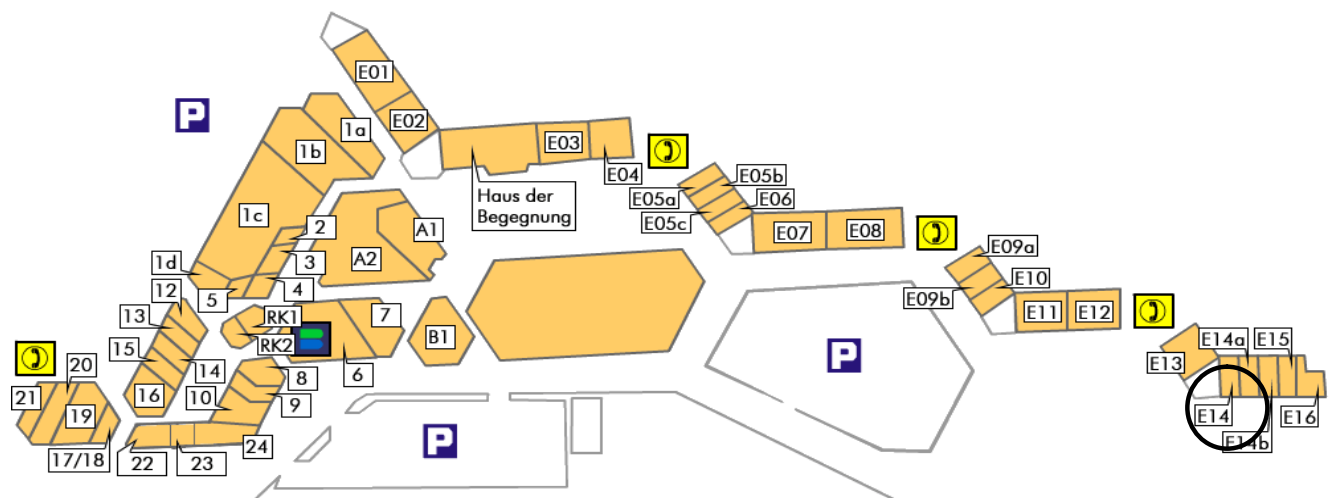 E01
P
1a
E02
1b
E03
E04
E05b
Haus der
Begegnung
E05a
E06
1c
E05c
2
A1
E07
E08
E09a
3
A2
1d
E10
12
5
4
E09b
13
RK1
7
E11
E12
B1
RK2
15
E14a
E15
20
14
6
P
E13
8
21
16
10
9
19
E14
E16
17/18
22
23
24
P
E14b